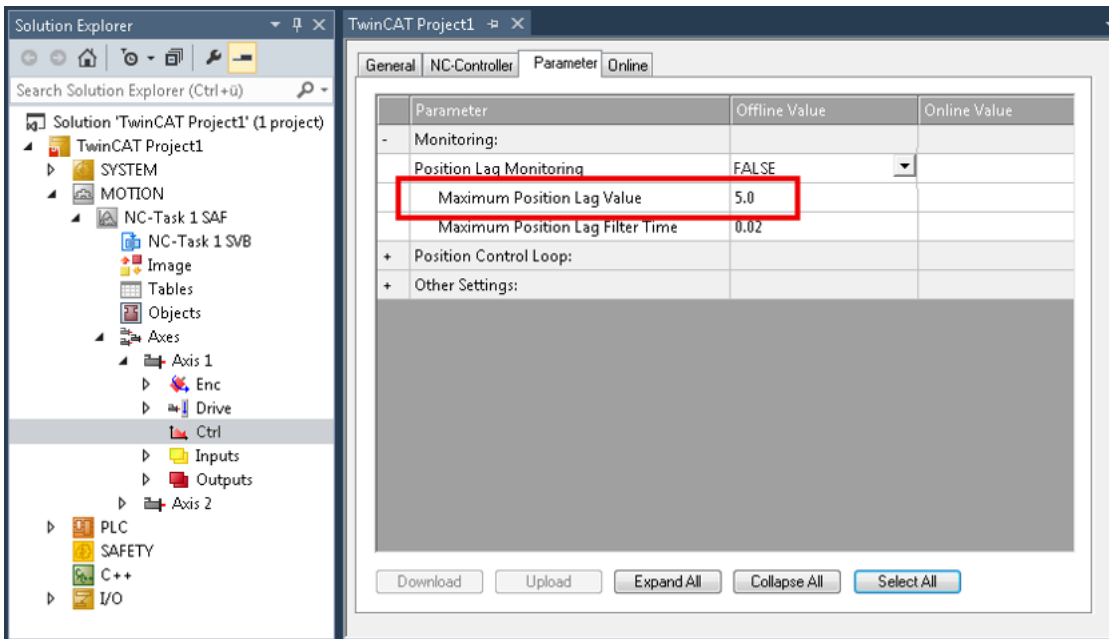 Solution Explorer
Search Solution Explorer (Ctrl+ü)
Solution 'TwinCAT Project1' (1 project)
TwinCAT Project1
SYSTEM
MOTION
NC-Task 1 SAF
NC-Task 1 SVB
Image
Tables
Objects
Axes
Axis 1
Enc
Drive
Ctrl
Inputs
Outputs
Axis 2
PLC
SAFETY
C++
I/O
TwinCAT Project1
General NC-Controller Parameter Online
Parameter Offline Value Online Value
- Monitoring:
Position Lag Monitoring FALSE
Maximum Position Lag Value 5.0
Maximum Position Lag Filter Time 0.02
+ Position Control Loop:
+ Other Settings:
Download Upload Expand All Collapse All Select All